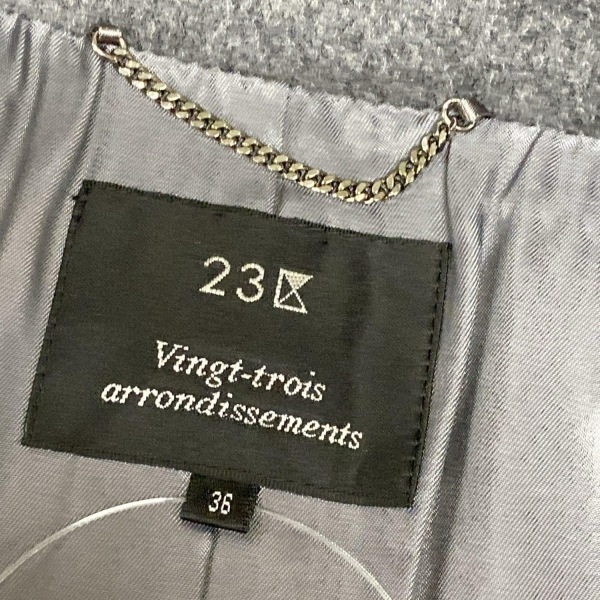 23区
Vingt-trois
arrondissements
36